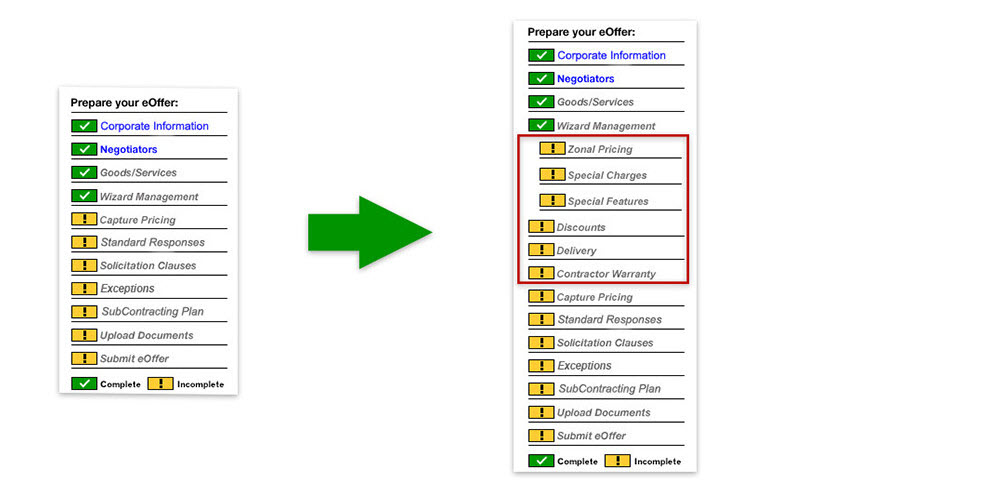 Prepare your eOffer:
Corporate Information
Negotiators
Goods/Services
Wizard Management
Capture Pricing
Standard Responses
Solicitation Clauses
Exceptions
SubContracting Plan
Upload Documents
Submit eOffer
Complete ! Incomplete
Prepare your eOffer:
Corporate Information
Negotiators
Goods/Services
Wizard Management
! Zonal Pricing
! Special Charges
! Special Features
! Discounts
! Delivery
! Contractor Warranty
! Capture Pricing
! Standard Responses
! Solicitation Clauses
! Exceptions
! SubContracting Plan
! Upload Documents
! Submit eOffer
Complete ! Incomplete